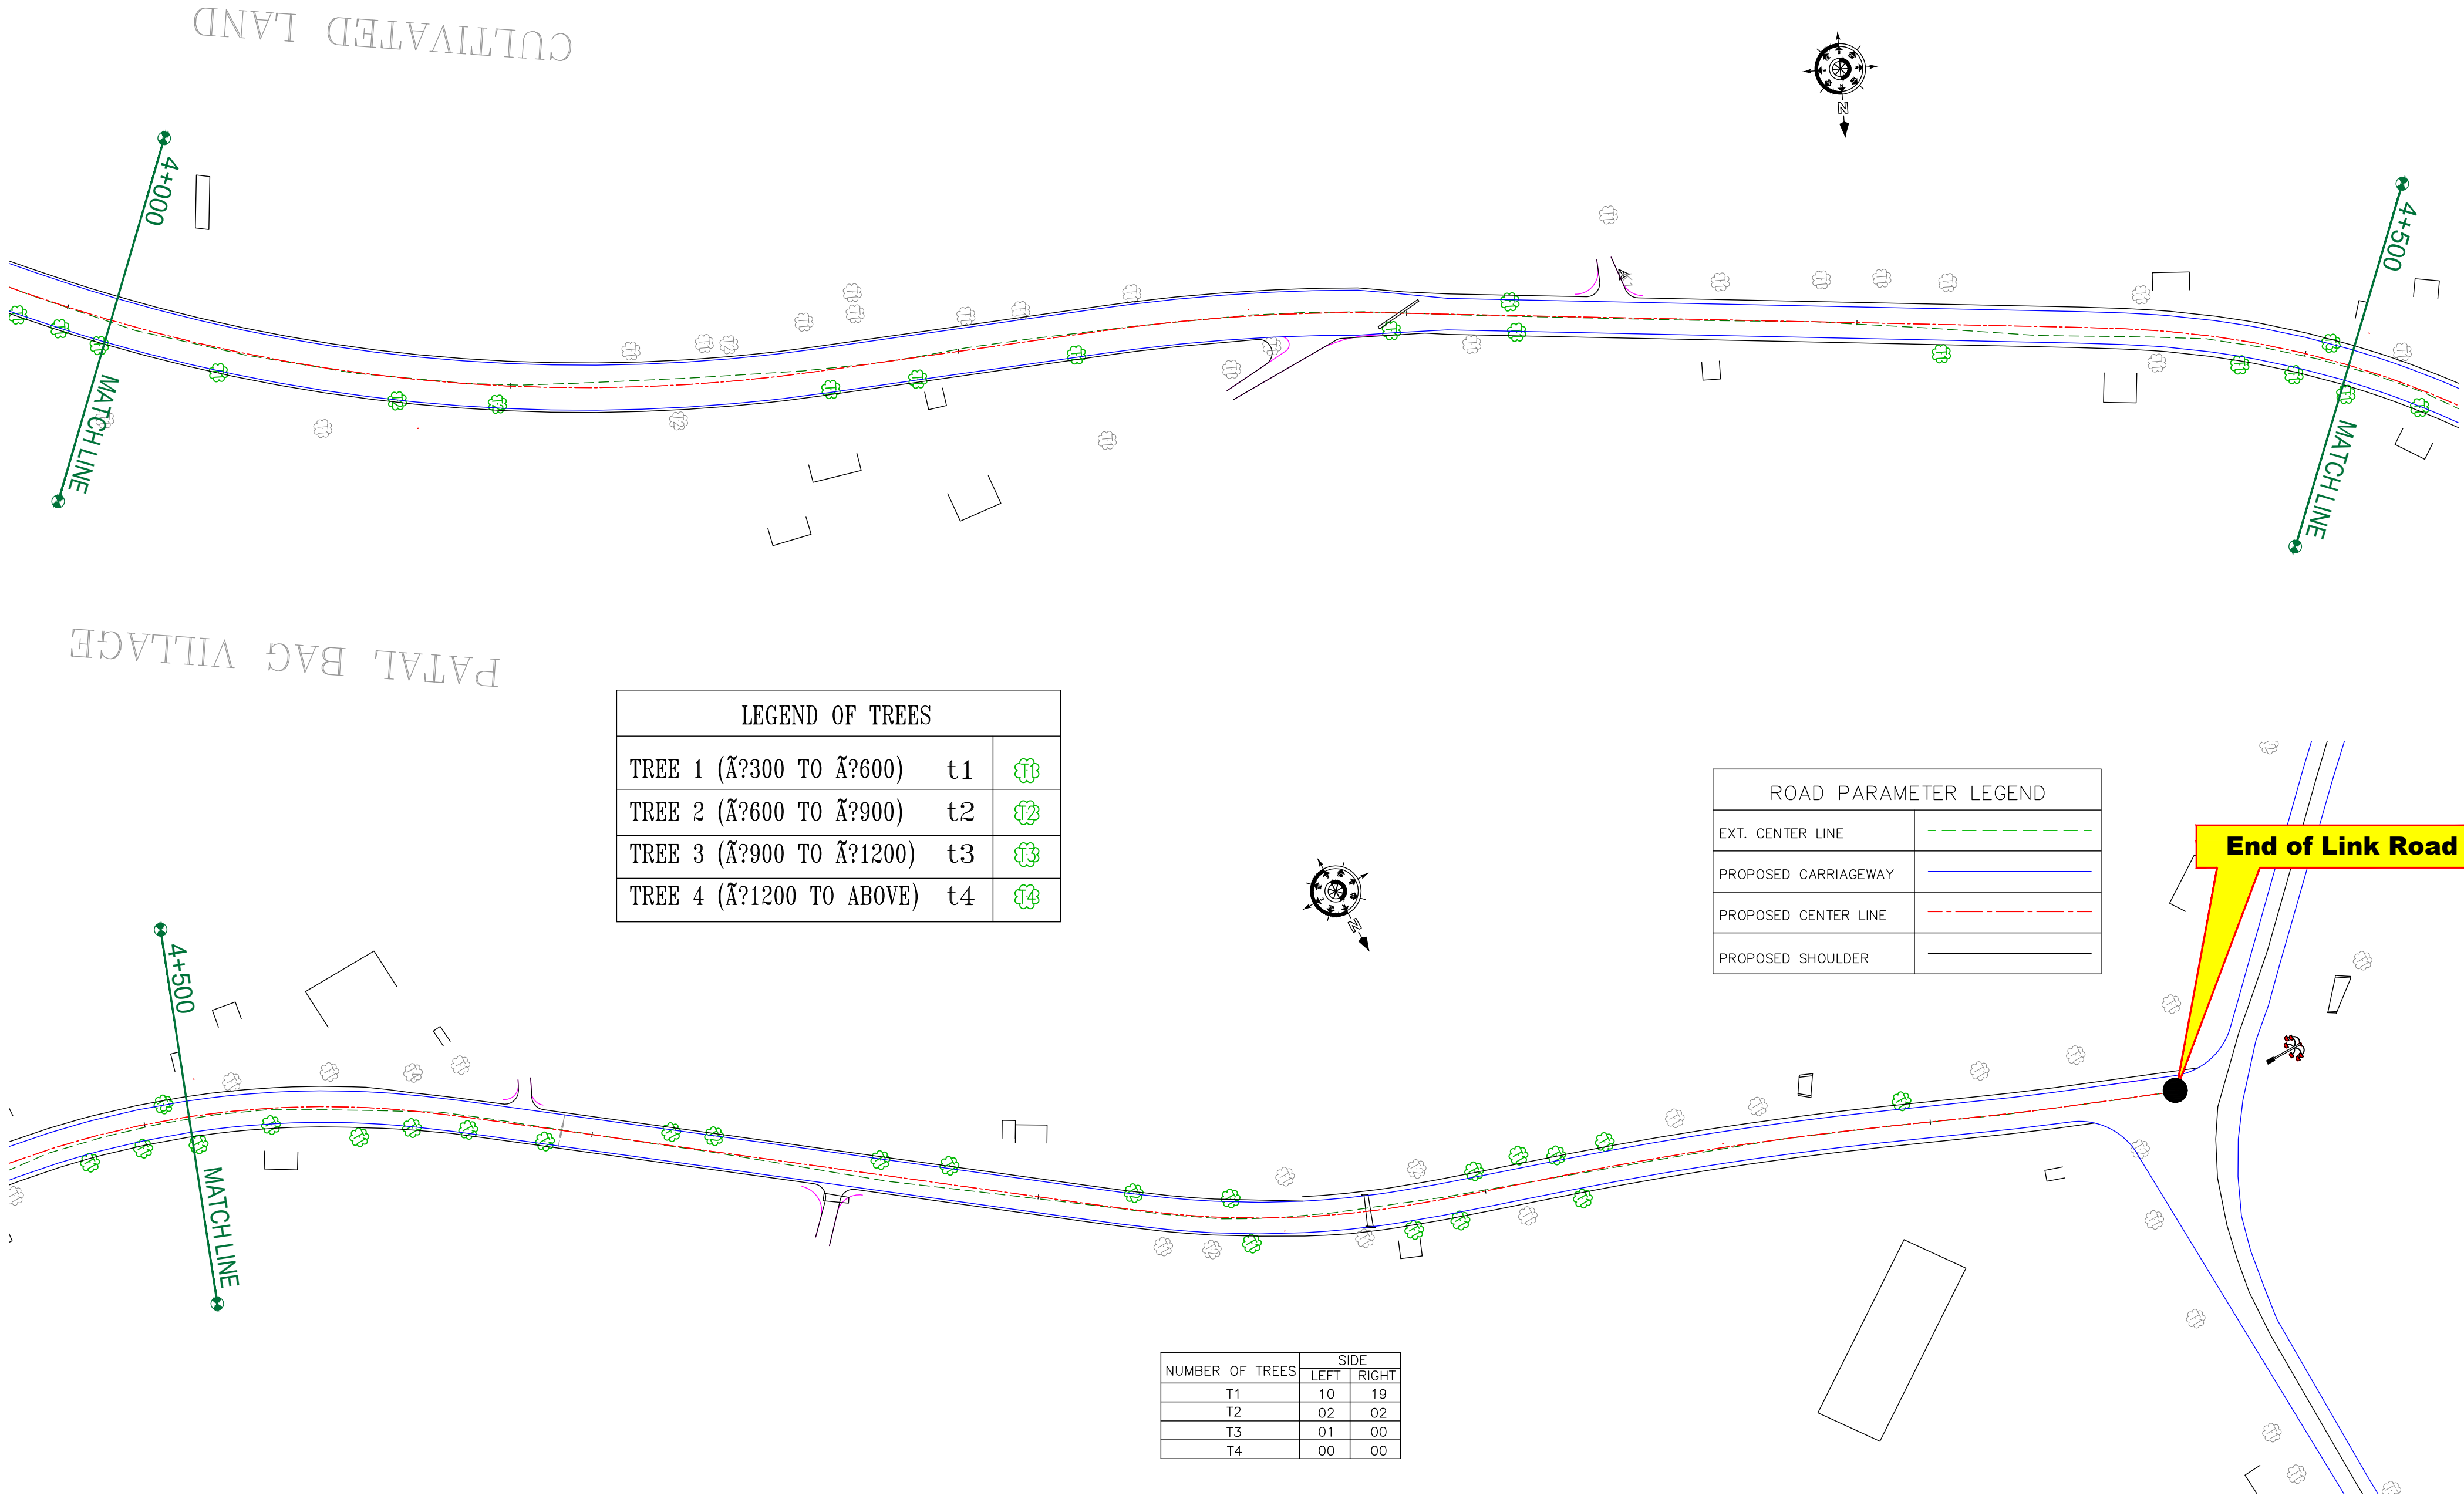 CULTIVATED LAND
N
4+000
MATCH LINE
4+500
MATCH LINE
PATAL BAG VILLAGE
LEGEND OF TREES
TREE 1 (Ã?300 TO Ã?600) t1 T1
TREE 2 (Ã?600 TO Ã?900) t2 T2
TREE 3 (Ã?900 TO Ã?1200) t3 T3
TREE 4 (Ã?1200 TO ABOVE) t4 T4
ROAD PARAMETER LEGEND
EXT. CENTER LINE
PROPOSED CARRIAGEWAY
PROPOSED CENTER LINE
PROPOSED SHOULDER
End of Link Road
N
4+500
MATCH LINE
NUMBER OF TREES SIDE
LEFT RIGHT
T1 10 19
T2 02 02
T3 01 00
T4 00 00